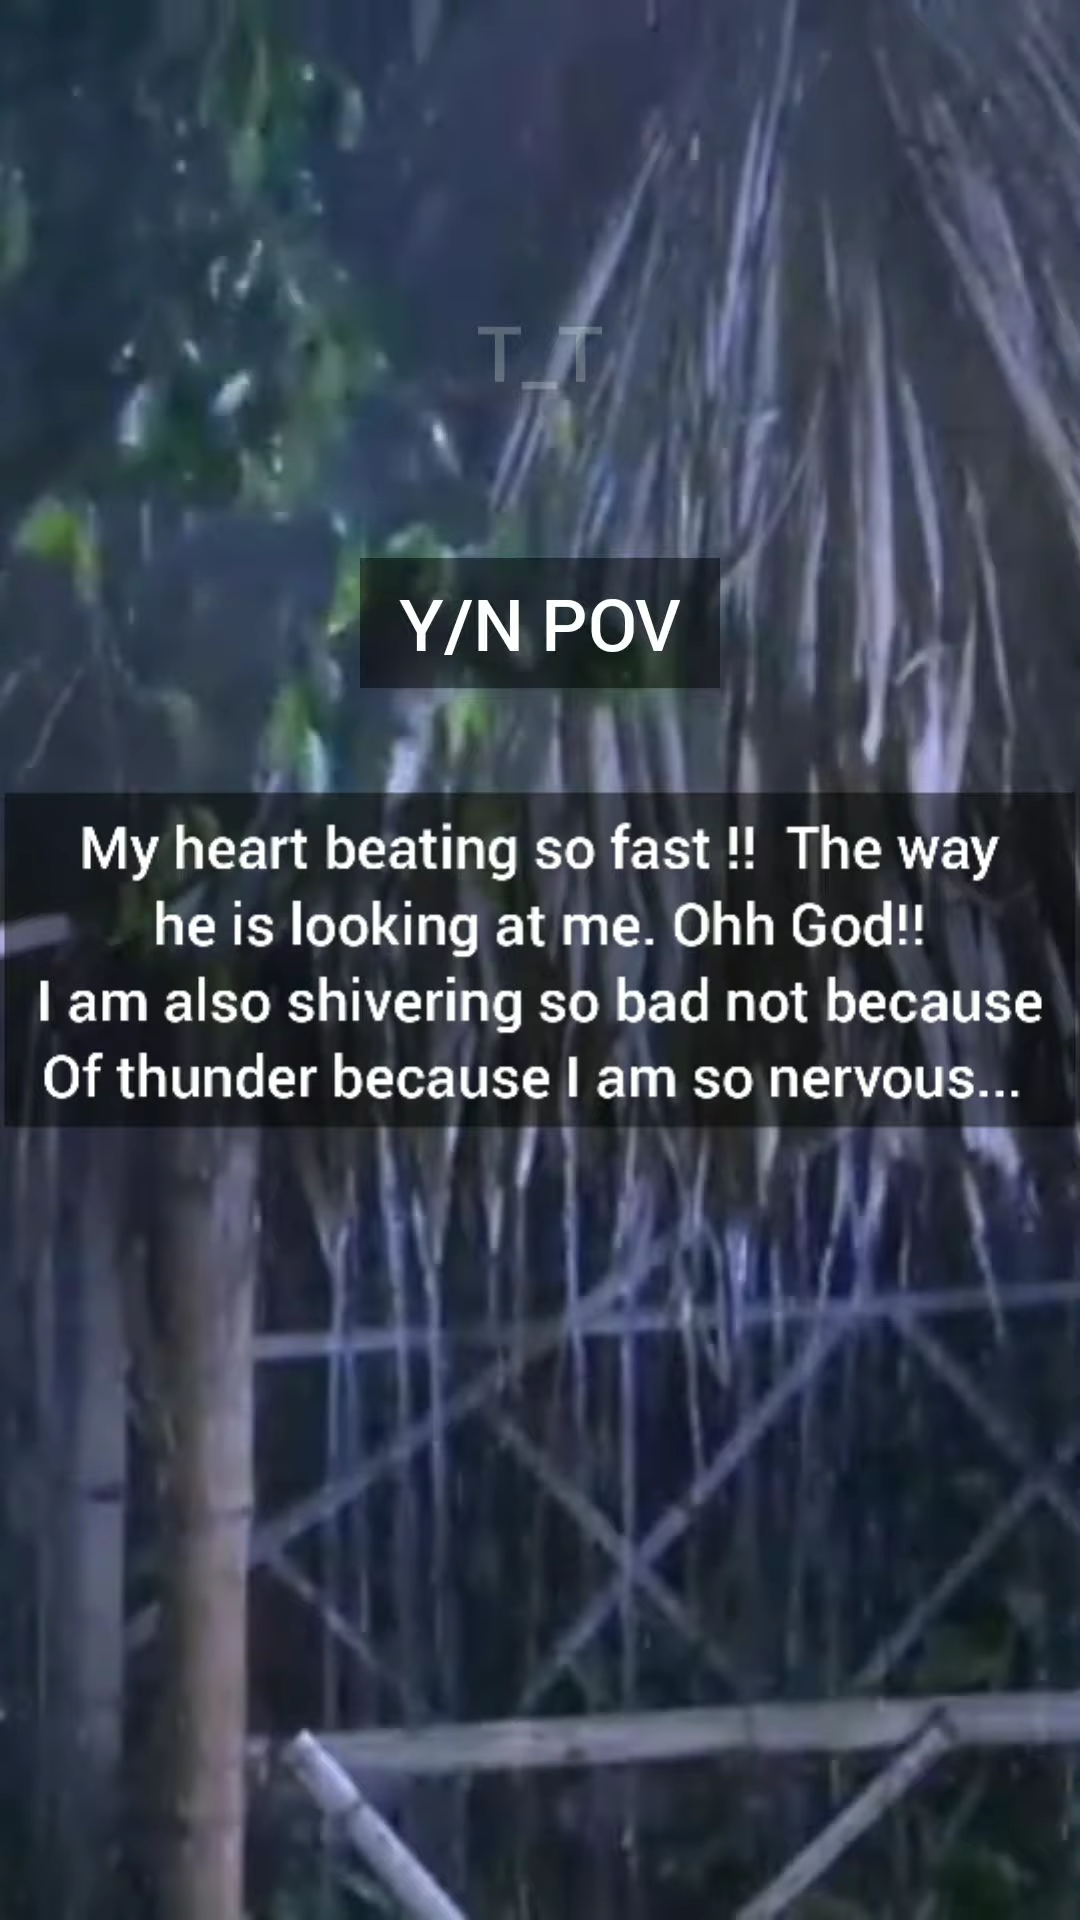 T_T
Y/N POV
My heart beating so fast !!  The way
he is looking at me. Ohh God!!
I am also shivering so bad not because
Of thunder because I am so nervous...